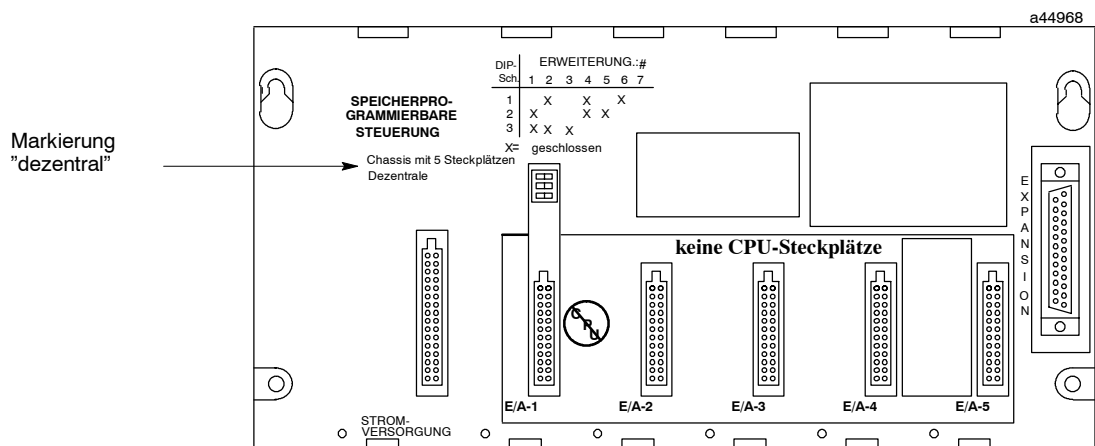 a44968
DIP-
Sch.
ERWEITERUNG.:#
1 2 3 4 5 6 7
1 X X X
2 X X X
3 X X X
X= geschlossen
SPEICHERPRO-
GRAMMIERBARE
STEUERUNG
Markierung
"dezentral"
Chassis mit 5 Steckplätzen
Dezentrale
EXPANSION
keine CPU-Steckplätze
CPU
E/A-1 E/A-2 E/A-3 E/A-4 E/A-5
STROM-
VERSORGUNG